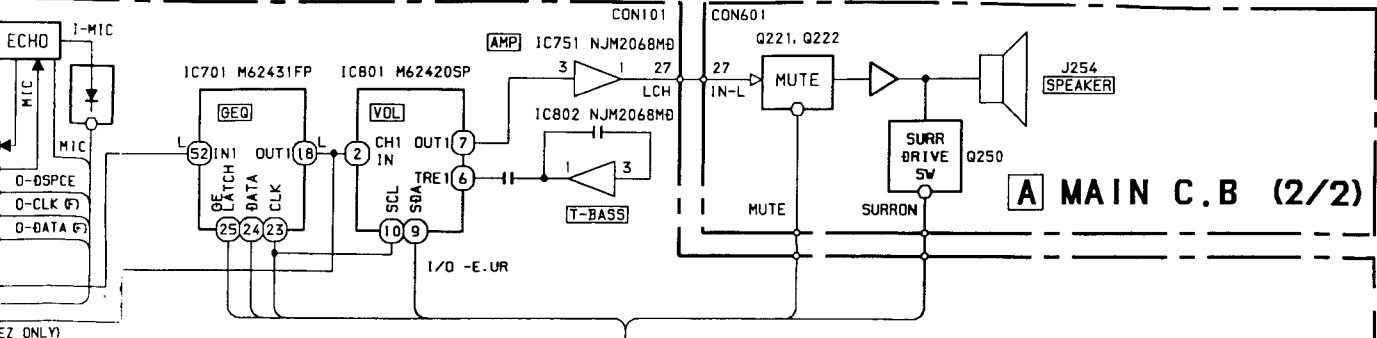 CON101
CON601
I-MIC
ECHO
MIC
MIC
AMP
IC751 NJM2068MD
3
1
27
LCH
27
IN-L
Q221, Q222
MUTE
J254
SPEAKER
IC701 M62431FP
GEQ
L
52
IN1
OUT1
18
L
GE
LATCH
DATA
CLK
25
24
23
IC801 M62420SP
VOL
2
CH1
IN
OUT1
7
TRE1
6
SCL
SDA
10
9
IC802 NJM2068MD
1
3
T-BASS
I/O -E.UR
SURR
DRIVE
SW
Q250
MUTE
SURRON
A MAIN C.B (2/2)
O-DSPCE
O-CLK (F)
O-DATA (F)
EZ ONLY)